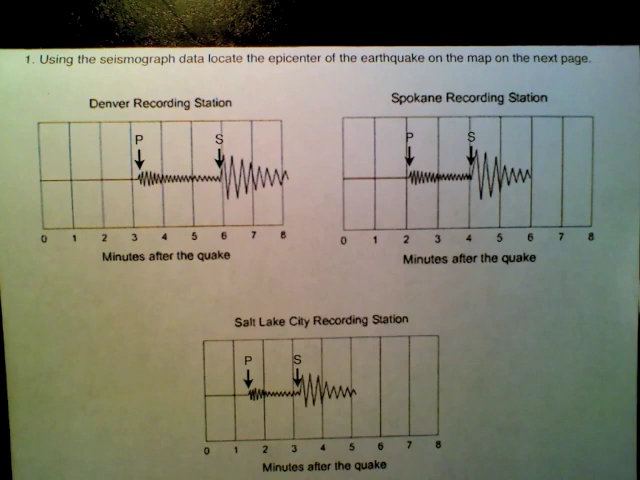 1. Using the seismograph data locate the epicenter of the earthquake on the map on the next page.
Denver Recording Station
P S
0 1 2 3 4 5 6 7 8
Minutes after the quake
Spokane Recording Station
P S
0 1 2 3 4 5 6 7 8
Minutes after the quake
Salt Lake City Recording Station
P S
0 1 2 3 4 5 6 7 8
Minutes after the quake